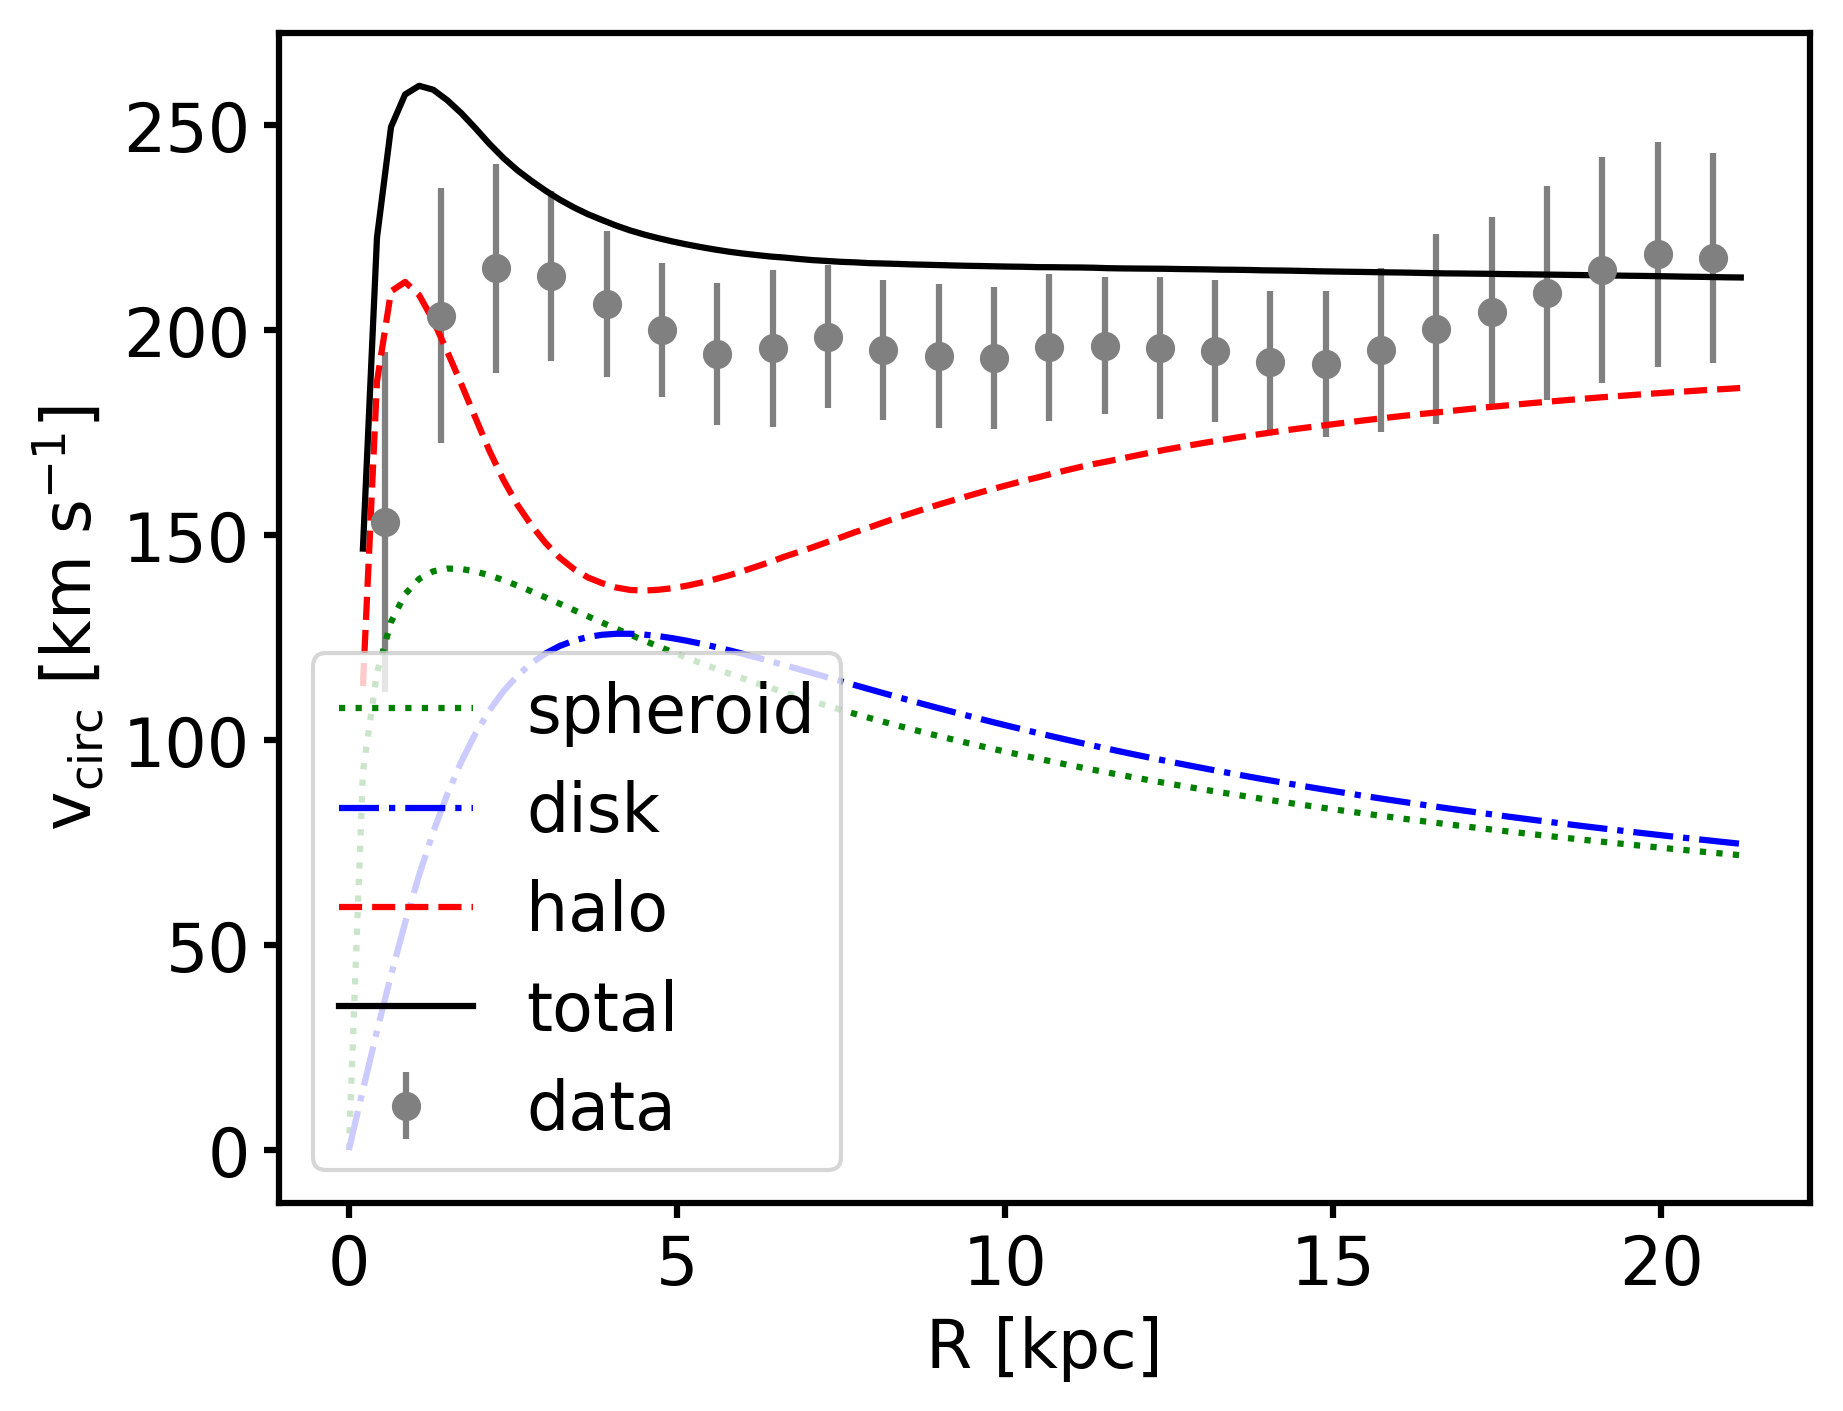 250
200
150
100
50
0
v_circ [km s⁻¹]
spheroid
disk
halo
total
data
0 5 10 15 20
R [kpc]